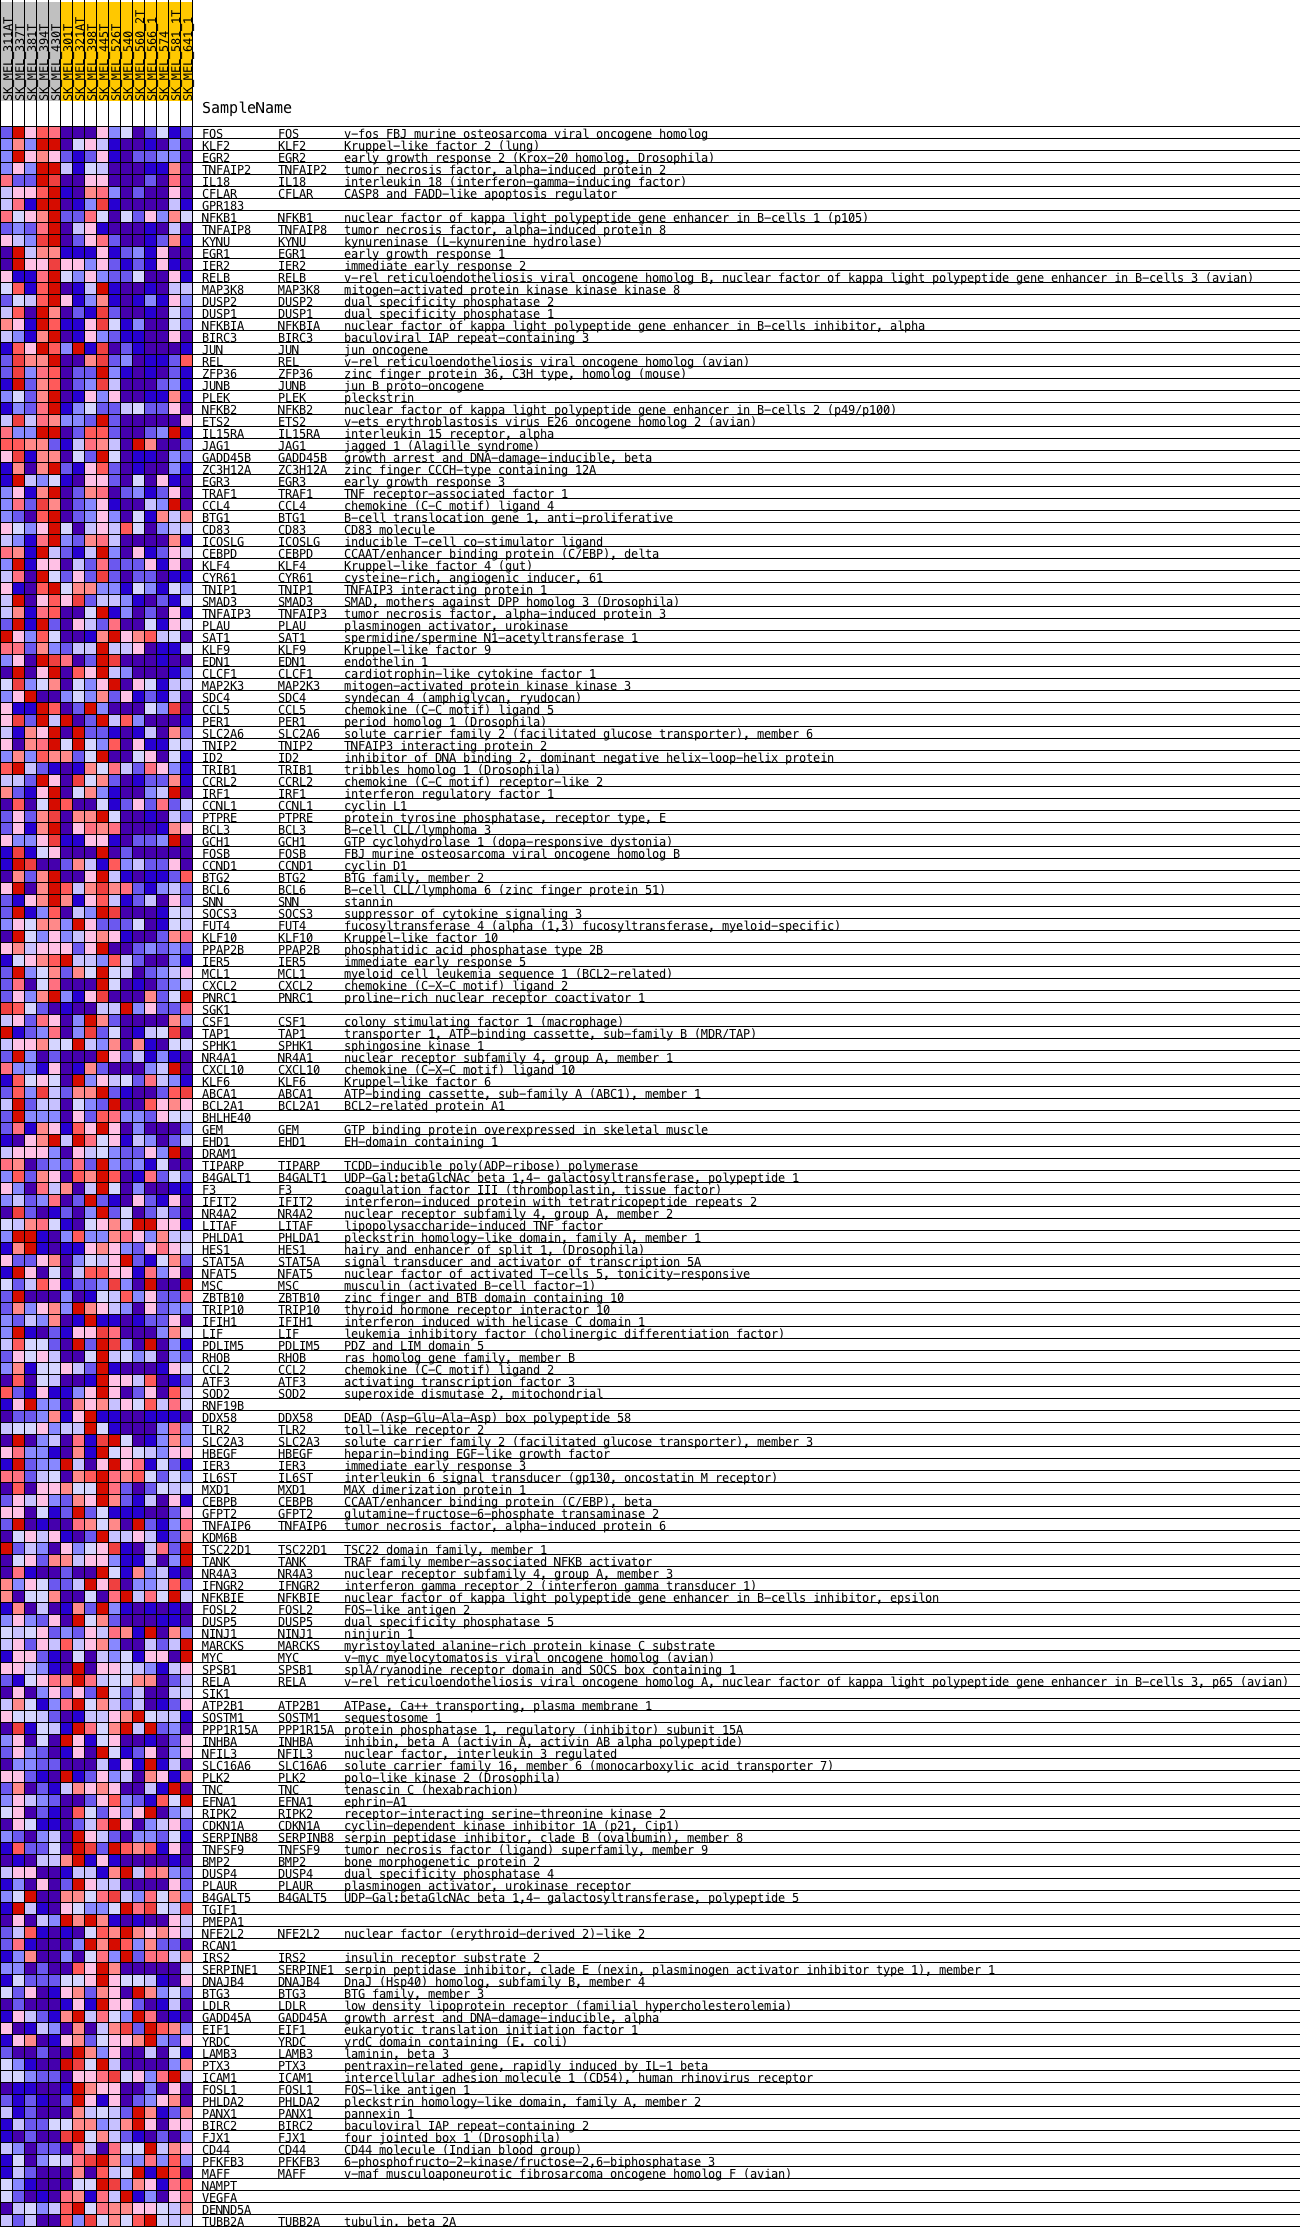 SK_MEL_311AT
SK_MEL_337T
SK_MEL_381T
SK_MEL_394T
SK_MEL_430T
SK_MEL_301T
SK_MEL_321AT
SK_MEL_398T
SK_MEL_445T
SK_MEL_526T
SK_MEL_540
SK_MEL_560_2T
SK_MEL_566_1
SK_MEL_574
SK_MEL_581_1T
SK_MEL_641_1
SampleName
FOS FOS v-fos FBJ murine osteosarcoma viral oncogene homolog
KLF2 KLF2 Kruppel-like factor 2 (lung)
EGR2 EGR2 early growth response 2 (Krox-20 homolog, Drosophila)
TNFAIP2 TNFAIP2 tumor necrosis factor, alpha-induced protein 2
IL18 IL18 interleukin 18 (interferon-gamma-inducing factor)
CFLAR CFLAR CASP8 and FADD-like apoptosis regulator
GPR183
NFKB1 NFKB1 nuclear factor of kappa light polypeptide gene enhancer in B-cells 1 (p105)
TNFAIP8 TNFAIP8 tumor necrosis factor, alpha-induced protein 8
KYNU KYNU kynureninase (L-kynurenine hydrolase)
EGR1 EGR1 early growth response 1
IER2 IER2 immediate early response 2
RELB RELB v-rel reticuloendotheliosis viral oncogene homolog B, nuclear factor of kappa light polypeptide gene enhancer in B-cells 3 (avian)
MAP3K8 MAP3K8 mitogen-activated protein kinase kinase kinase 8
DUSP2 DUSP2 dual specificity phosphatase 2
DUSP1 DUSP1 dual specificity phosphatase 1
NFKBIA NFKBIA nuclear factor of kappa light polypeptide gene enhancer in B-cells inhibitor, alpha
BIRC3 BIRC3 baculoviral IAP repeat-containing 3
JUN JUN jun oncogene
REL REL v-rel reticuloendotheliosis viral oncogene homolog (avian)
ZFP36 ZFP36 zinc finger protein 36, C3H type, homolog (mouse)
JUNB JUNB jun B proto-oncogene
PLEK PLEK pleckstrin
NFKB2 NFKB2 nuclear factor of kappa light polypeptide gene enhancer in B-cells 2 (p49/p100)
ETS2 ETS2 v-ets erythroblastosis virus E26 oncogene homolog 2 (avian)
IL15RA IL15RA interleukin 15 receptor, alpha
JAG1 JAG1 jagged 1 (Alagille syndrome)
GADD45B GADD45B growth arrest and DNA-damage-inducible, beta
ZC3H12A ZC3H12A zinc finger CCCH-type containing 12A
EGR3 EGR3 early growth response 3
TRAF1 TRAF1 TNF receptor-associated factor 1
CCL4 CCL4 chemokine (C-C motif) ligand 4
BTG1 BTG1 B-cell translocation gene 1, anti-proliferative
CD83 CD83 CD83 molecule
ICOSLG ICOSLG inducible T-cell co-stimulator ligand
CEBPD CEBPD CCAAT/enhancer binding protein (C/EBP), delta
KLF4 KLF4 Kruppel-like factor 4 (gut)
CYR61 CYR61 cysteine-rich, angiogenic inducer, 61
TNIP1 TNIP1 TNFAIP3 interacting protein 1
SMAD3 SMAD3 SMAD, mothers against DPP homolog 3 (Drosophila)
TNFAIP3 TNFAIP3 tumor necrosis factor, alpha-induced protein 3
PLAU PLAU plasminogen activator, urokinase
SAT1 SAT1 spermidine/spermine N1-acetyltransferase 1
KLF9 KLF9 Kruppel-like factor 9
EDN1 EDN1 endothelin 1
CLCF1 CLCF1 cardiotrophin-like cytokine factor 1
MAP2K3 MAP2K3 mitogen-activated protein kinase kinase 3
SDC4 SDC4 syndecan 4 (amphiglycan, ryudocan)
CCL5 CCL5 chemokine (C-C motif) ligand 5
PER1 PER1 period homolog 1 (Drosophila)
SLC2A6 SLC2A6 solute carrier family 2 (facilitated glucose transporter), member 6
TNIP2 TNIP2 TNFAIP3 interacting protein 2
ID2 ID2 inhibitor of DNA binding 2, dominant negative helix-loop-helix protein
TRIB1 TRIB1 tribbles homolog 1 (Drosophila)
CCRL2 CCRL2 chemokine (C-C motif) receptor-like 2
IRF1 IRF1 interferon regulatory factor 1
CCNL1 CCNL1 cyclin L1
PTPRE PTPRE protein tyrosine phosphatase, receptor type, E
BCL3 BCL3 B-cell CLL/lymphoma 3
GCH1 GCH1 GTP cyclohydrolase 1 (dopa-responsive dystonia)
FOSB FOSB FBJ murine osteosarcoma viral oncogene homolog B
CCND1 CCND1 cyclin D1
BTG2 BTG2 BTG family, member 2
BCL6 BCL6 B-cell CLL/lymphoma 6 (zinc finger protein 51)
SNN SNN stannin
SOCS3 SOCS3 suppressor of cytokine signaling 3
FUT4 FUT4 fucosyltransferase 4 (alpha (1,3) fucosyltransferase, myeloid-specific)
KLF10 KLF10 Kruppel-like factor 10
PPAP2B PPAP2B phosphatidic acid phosphatase type 2B
IER5 IER5 immediate early response 5
MCL1 MCL1 myeloid cell leukemia sequence 1 (BCL2-related)
CXCL2 CXCL2 chemokine (C-X-C motif) ligand 2
PNRC1 PNRC1 proline-rich nuclear receptor coactivator 1
SGK1
CSF1 CSF1 colony stimulating factor 1 (macrophage)
TAP1 TAP1 transporter 1, ATP-binding cassette, sub-family B (MDR/TAP)
SPHK1 SPHK1 sphingosine kinase 1
NR4A1 NR4A1 nuclear receptor subfamily 4, group A, member 1
CXCL10 CXCL10 chemokine (C-X-C motif) ligand 10
KLF6 KLF6 Kruppel-like factor 6
ABCA1 ABCA1 ATP-binding cassette, sub-family A (ABC1), member 1
BCL2A1 BCL2A1 BCL2-related protein A1
BHLHE40
GEM GEM GTP binding protein overexpressed in skeletal muscle
EHD1 EHD1 EH-domain containing 1
DRAM1
TIPARP TIPARP TCDD-inducible poly(ADP-ribose) polymerase
B4GALT1 B4GALT1 UDP-Gal:betaGlcNAc beta 1,4- galactosyltransferase, polypeptide 1
F3 F3 coagulation factor III (thromboplastin, tissue factor)
IFIT2 IFIT2 interferon-induced protein with tetratricopeptide repeats 2
NR4A2 NR4A2 nuclear receptor subfamily 4, group A, member 2
LITAF LITAF lipopolysaccharide-induced TNF factor
PHLDA1 PHLDA1 pleckstrin homology-like domain, family A, member 1
HES1 HES1 hairy and enhancer of split 1, (Drosophila)
STAT5A STAT5A signal transducer and activator of transcription 5A
NFAT5 NFAT5 nuclear factor of activated T-cells 5, tonicity-responsive
MSC MSC musculin (activated B-cell factor-1)
ZBTB10 ZBTB10 zinc finger and BTB domain containing 10
TRIP10 TRIP10 thyroid hormone receptor interactor 10
IFIH1 IFIH1 interferon induced with helicase C domain 1
LIF LIF leukemia inhibitory factor (cholinergic differentiation factor)
PDLIM5 PDLIM5 PDZ and LIM domain 5
RHOB RHOB ras homolog gene family, member B
CCL2 CCL2 chemokine (C-C motif) ligand 2
ATF3 ATF3 activating transcription factor 3
SOD2 SOD2 superoxide dismutase 2, mitochondrial
RNF19B
DDX58 DDX58 DEAD (Asp-Glu-Ala-Asp) box polypeptide 58
TLR2 TLR2 toll-like receptor 2
SLC2A3 SLC2A3 solute carrier family 2 (facilitated glucose transporter), member 3
HBEGF HBEGF heparin-binding EGF-like growth factor
IER3 IER3 immediate early response 3
IL6ST IL6ST interleukin 6 signal transducer (gp130, oncostatin M receptor)
MXD1 MXD1 MAX dimerization protein 1
CEBPB CEBPB CCAAT/enhancer binding protein (C/EBP), beta
GFPT2 GFPT2 glutamine-fructose-6-phosphate transaminase 2
TNFAIP6 TNFAIP6 tumor necrosis factor, alpha-induced protein 6
KDM6B
TSC22D1 TSC22D1 TSC22 domain family, member 1
TANK TANK TRAF family member-associated NFKB activator
NR4A3 NR4A3 nuclear receptor subfamily 4, group A, member 3
IFNGR2 IFNGR2 interferon gamma receptor 2 (interferon gamma transducer 1)
NFKBIE NFKBIE nuclear factor of kappa light polypeptide gene enhancer in B-cells inhibitor, epsilon
FOSL2 FOSL2 FOS-like antigen 2
DUSP5 DUSP5 dual specificity phosphatase 5
NINJ1 NINJ1 ninjurin 1
MARCKS MARCKS myristoylated alanine-rich protein kinase C substrate
MYC MYC v-myc myelocytomatosis viral oncogene homolog (avian)
SPSB1 SPSB1 splA/ryanodine receptor domain and SOCS box containing 1
RELA RELA v-rel reticuloendotheliosis viral oncogene homolog A, nuclear factor of kappa light polypeptide gene enhancer in B-cells 3, p65 (avian)
SIK1
ATP2B1 ATP2B1 ATPase, Ca++ transporting, plasma membrane 1
SQSTM1 SQSTM1 sequestosome 1
PPP1R15A PPP1R15A protein phosphatase 1, regulatory (inhibitor) subunit 15A
INHBA INHBA inhibin, beta A (activin A, activin AB alpha polypeptide)
NFIL3 NFIL3 nuclear factor, interleukin 3 regulated
SLC16A6 SLC16A6 solute carrier family 16, member 6 (monocarboxylic acid transporter 7)
PLK2 PLK2 polo-like kinase 2 (Drosophila)
TNC TNC tenascin C (hexabrachion)
EFNA1 EFNA1 ephrin-A1
RIPK2 RIPK2 receptor-interacting serine-threonine kinase 2
CDKN1A CDKN1A cyclin-dependent kinase inhibitor 1A (p21, Cip1)
SERPINB8 SERPINB8 serpin peptidase inhibitor, clade B (ovalbumin), member 8
TNFSF9 TNFSF9 tumor necrosis factor (ligand) superfamily, member 9
BMP2 BMP2 bone morphogenetic protein 2
DUSP4 DUSP4 dual specificity phosphatase 4
PLAUR PLAUR plasminogen activator, urokinase receptor
B4GALT5 B4GALT5 UDP-Gal:betaGlcNAc beta 1,4- galactosyltransferase, polypeptide 5
TGIF1
PMEPA1
NFE2L2 NFE2L2 nuclear factor (erythroid-derived 2)-like 2
RCAN1
IRS2 IRS2 insulin receptor substrate 2
SERPINE1 SERPINE1 serpin peptidase inhibitor, clade E (nexin, plasminogen activator inhibitor type 1), member 1
DNAJB4 DNAJB4 DnaJ (Hsp40) homolog, subfamily B, member 4
BTG3 BTG3 BTG family, member 3
LDLR LDLR low density lipoprotein receptor (familial hypercholesterolemia)
GADD45A GADD45A growth arrest and DNA-damage-inducible, alpha
EIF1 EIF1 eukaryotic translation initiation factor 1
YRDC YRDC yrdC domain containing (E. coli)
LAMB3 LAMB3 laminin, beta 3
PTX3 PTX3 pentraxin-related gene, rapidly induced by IL-1 beta
ICAM1 ICAM1 intercellular adhesion molecule 1 (CD54), human rhinovirus receptor
FOSL1 FOSL1 FOS-like antigen 1
PHLDA2 PHLDA2 pleckstrin homology-like domain, family A, member 2
PANX1 PANX1 pannexin 1
BIRC2 BIRC2 baculoviral IAP repeat-containing 2
FJX1 FJX1 four jointed box 1 (Drosophila)
CD44 CD44 CD44 molecule (Indian blood group)
PFKFB3 PFKFB3 6-phosphofructo-2-kinase/fructose-2,6-biphosphatase 3
MAFF MAFF v-maf musculoaponeurotic fibrosarcoma oncogene homolog F (avian)
NAMPT
VEGFA
DENND5A
TUBB2A TUBB2A tubulin, beta 2A